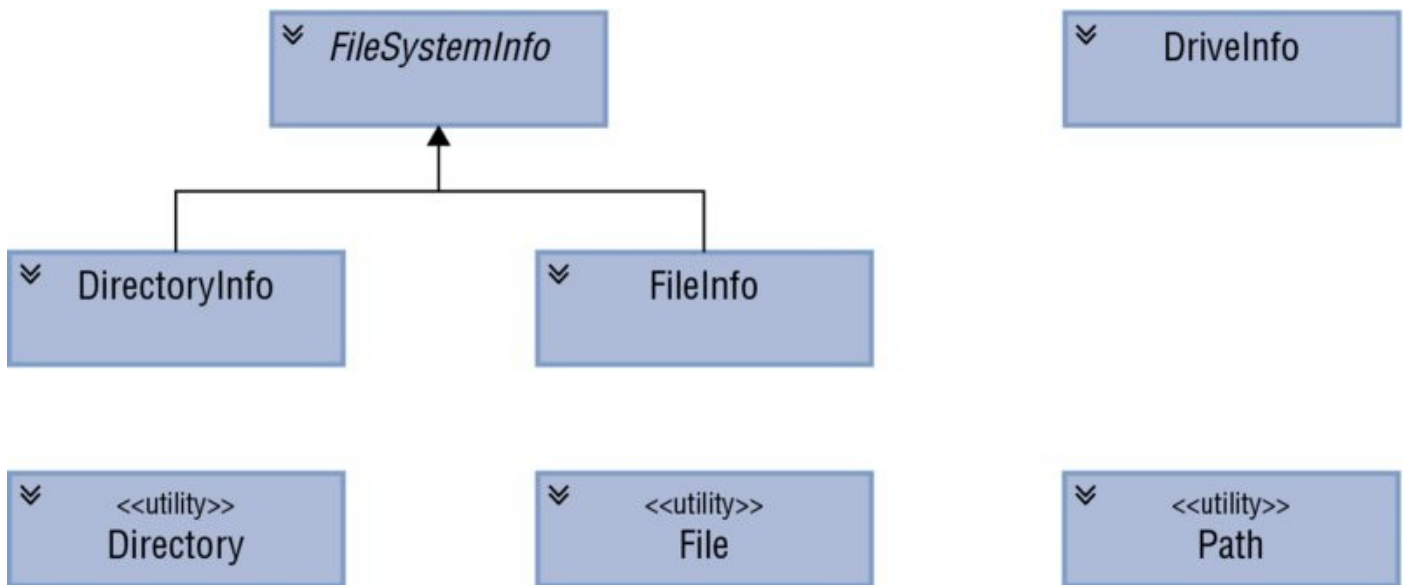 FileSystemInfo
DriveInfo
DirectoryInfo
FileInfo
<<utility>>
Directory
<<utility>>
File
<<utility>>
Path